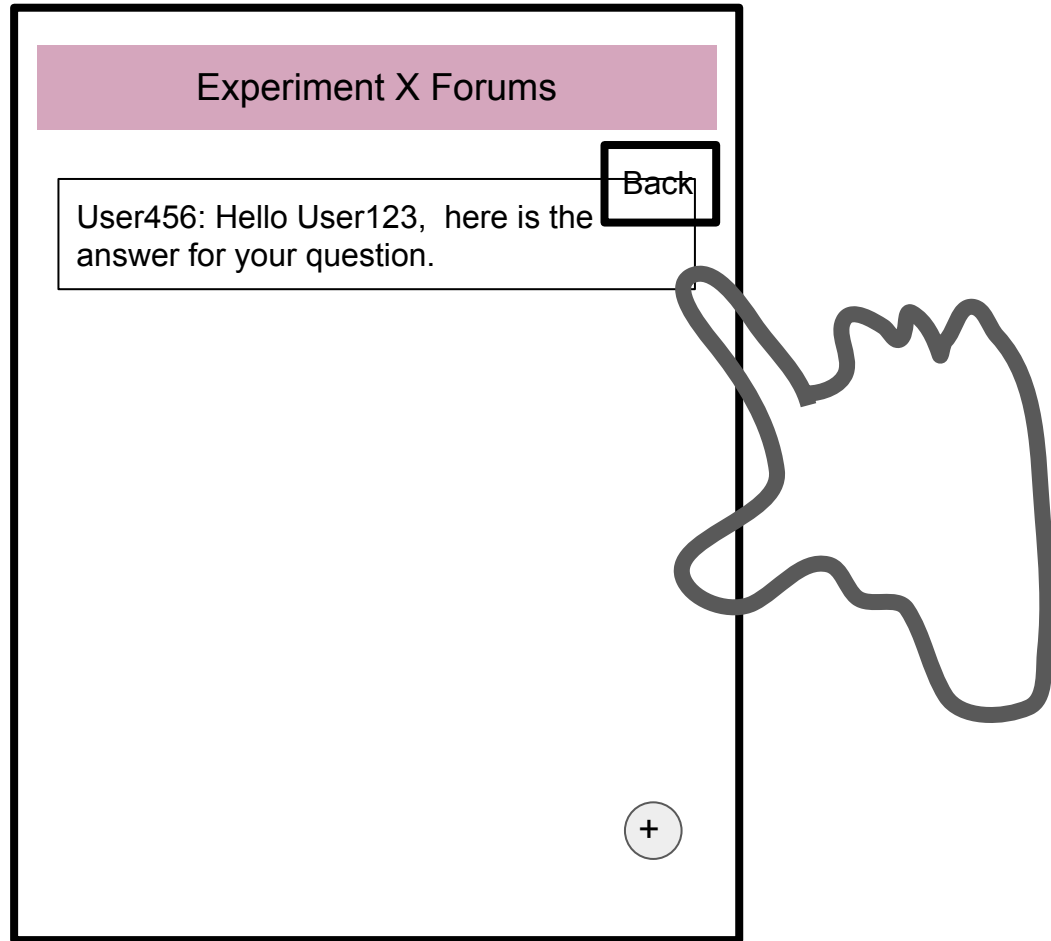 Experiment X Forums
Back
User456: Hello User123,  here is the
answer for your question.
+